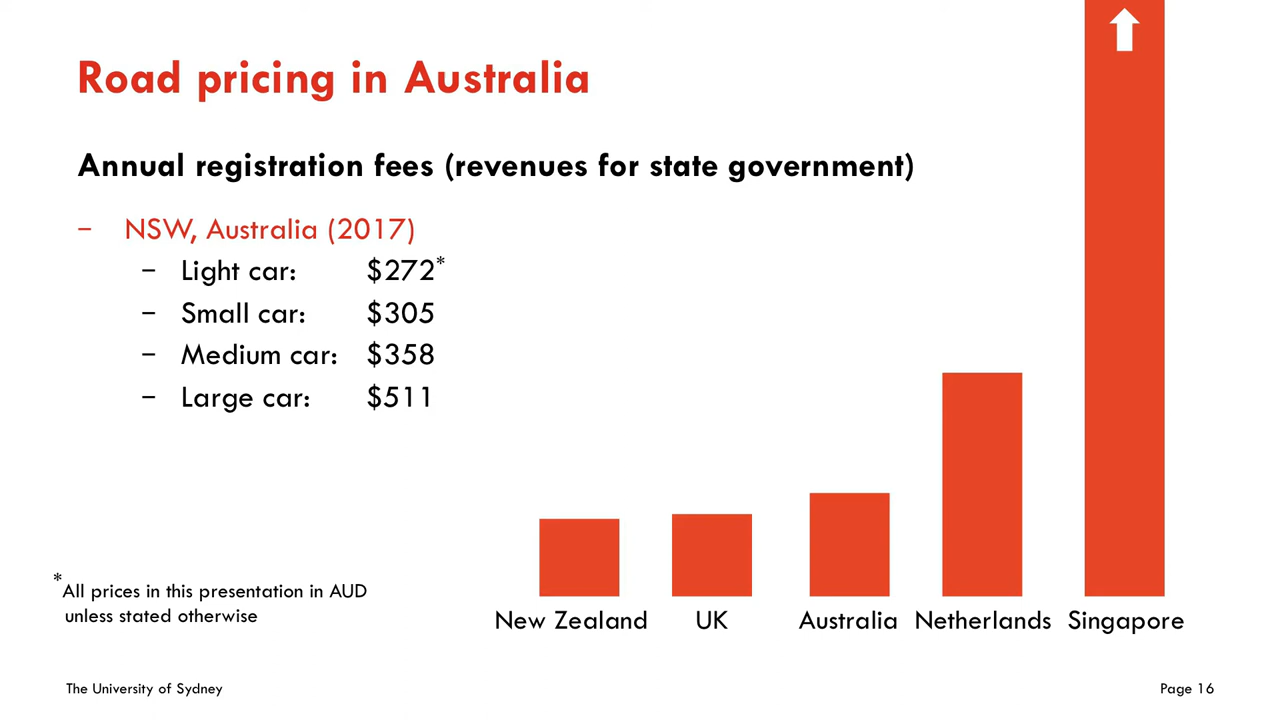 Road pricing in Australia
Annual registration fees (revenues for state government)
– NSW, Australia (2017)
– Light car: $272*
– Small car: $305
– Medium car: $358
– Large car: $511
*All prices in this presentation in AUD
unless stated otherwise
New Zealand UK Australia Netherlands Singapore
The University of Sydney Page 16